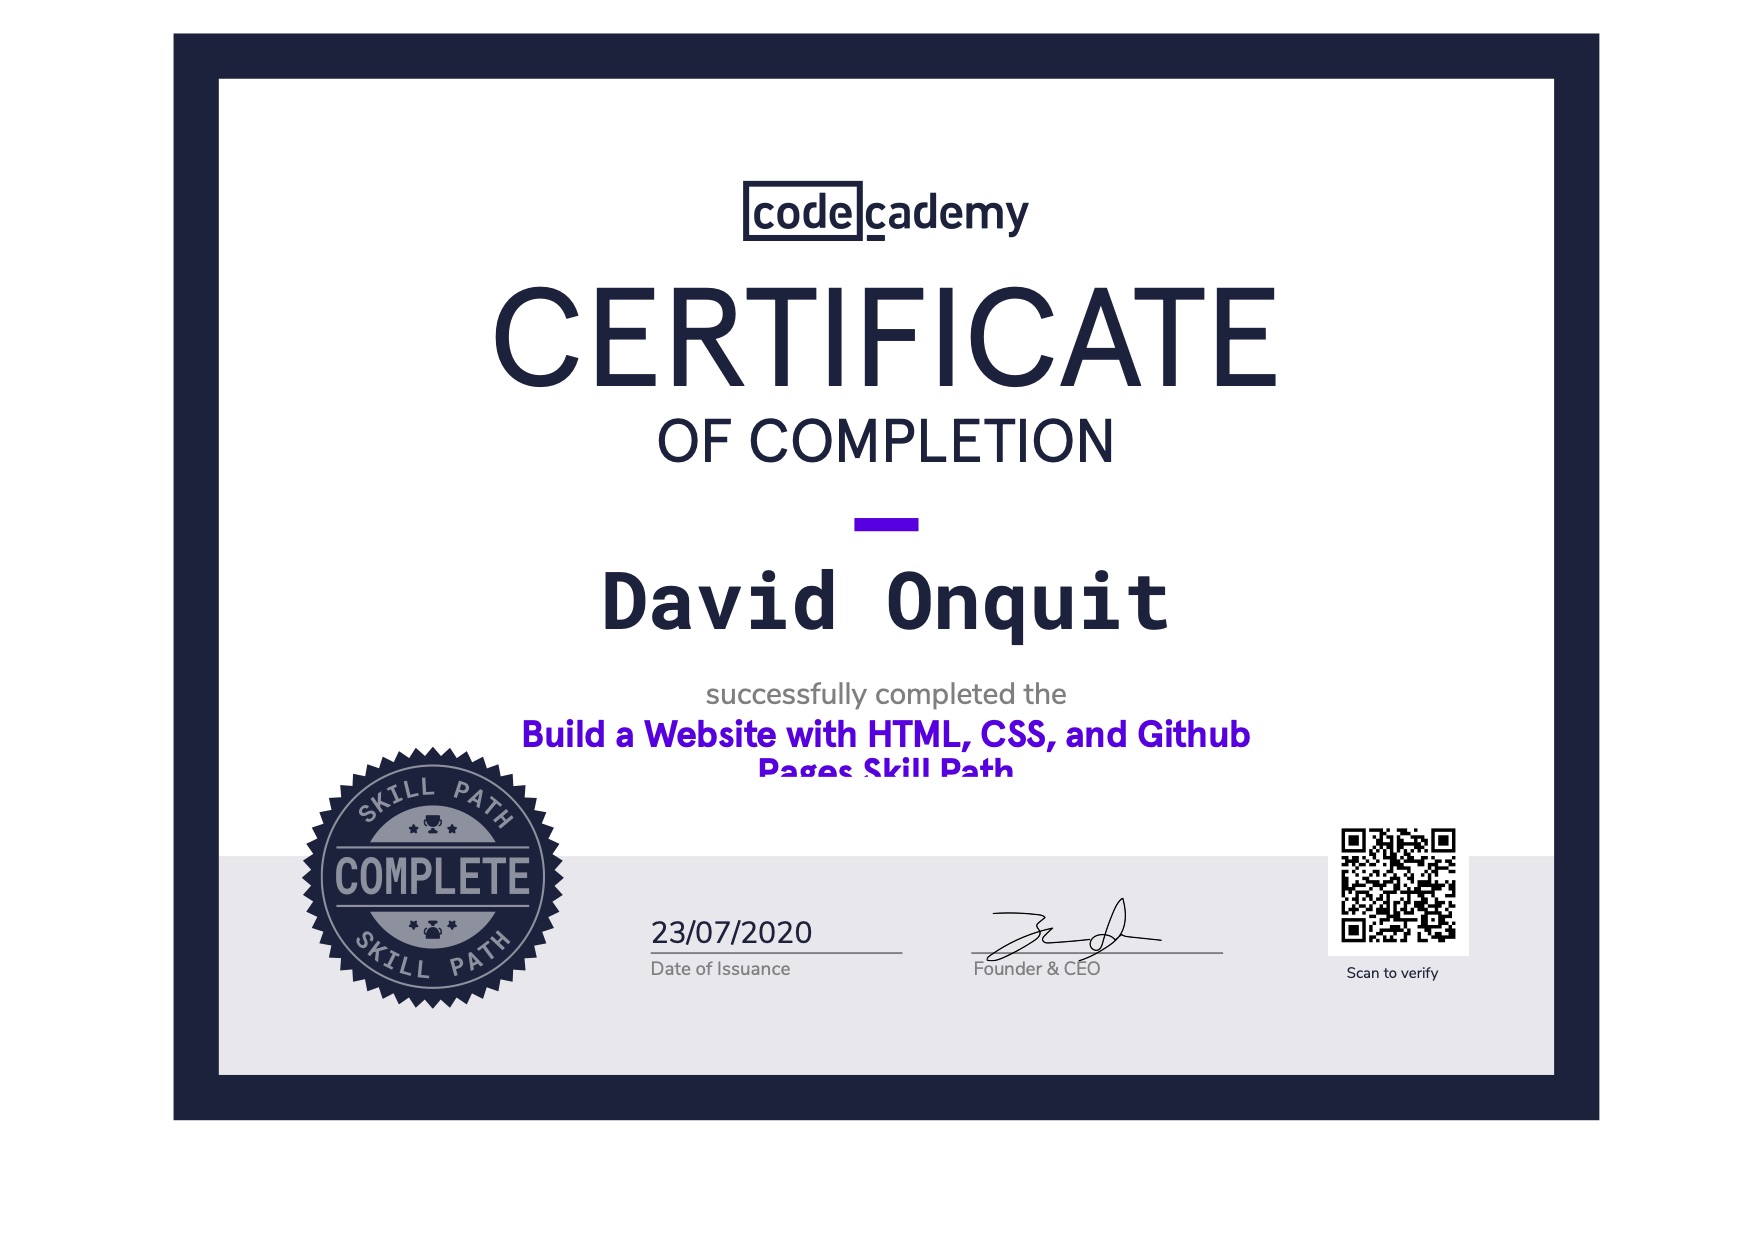 codecademy
CERTIFICATE
OF COMPLETION
David Onquit
successfully completed the
Build a Website with HTML, CSS, and Github
Pages Skill Path
SKILL PATH
COMPLETE
SKILL PATH
23/07/2020
Date of Issuance
Founder & CEO
Scan to verify